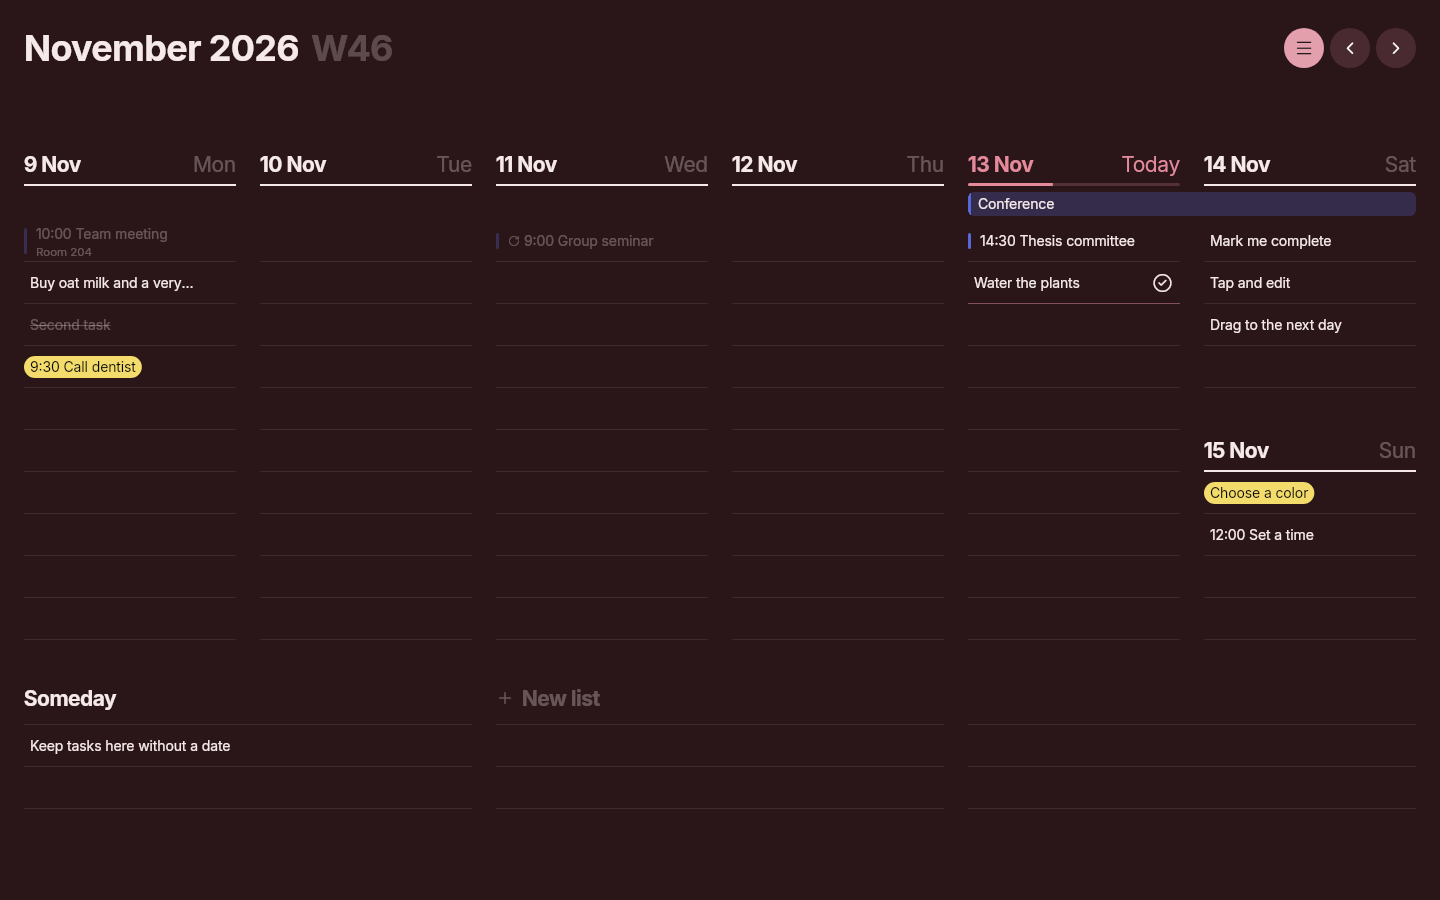 November 2026 W46
9 Nov Mon
10:00 Team meeting
Room 204
Buy oat milk and a very...
Second task
9:30 Call dentist
10 Nov Tue
11 Nov Wed
9:00 Group seminar
12 Nov Thu
13 Nov Today
Conference
14:30 Thesis committee
Water the plants
14 Nov Sat
Mark me complete
Tap and edit
Drag to the next day
15 Nov Sun
Choose a color
12:00 Set a time
Someday
Keep tasks here without a date
+ New list